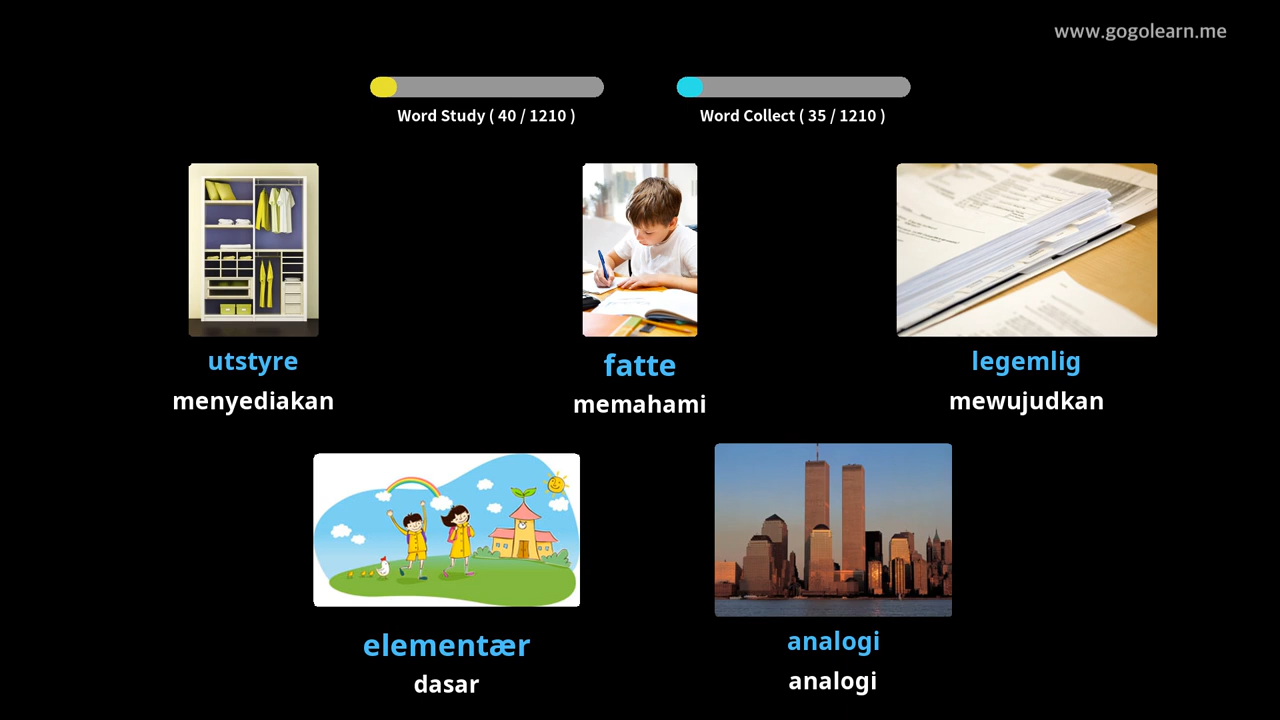 www.gogolearn.me
Word Study ( 40 / 1210 )
Word Collect ( 35 / 1210 )
utstyre
menyediakan
fatte
memahami
legemlig
mewujudkan
elementær
dasar
analogi
analogi